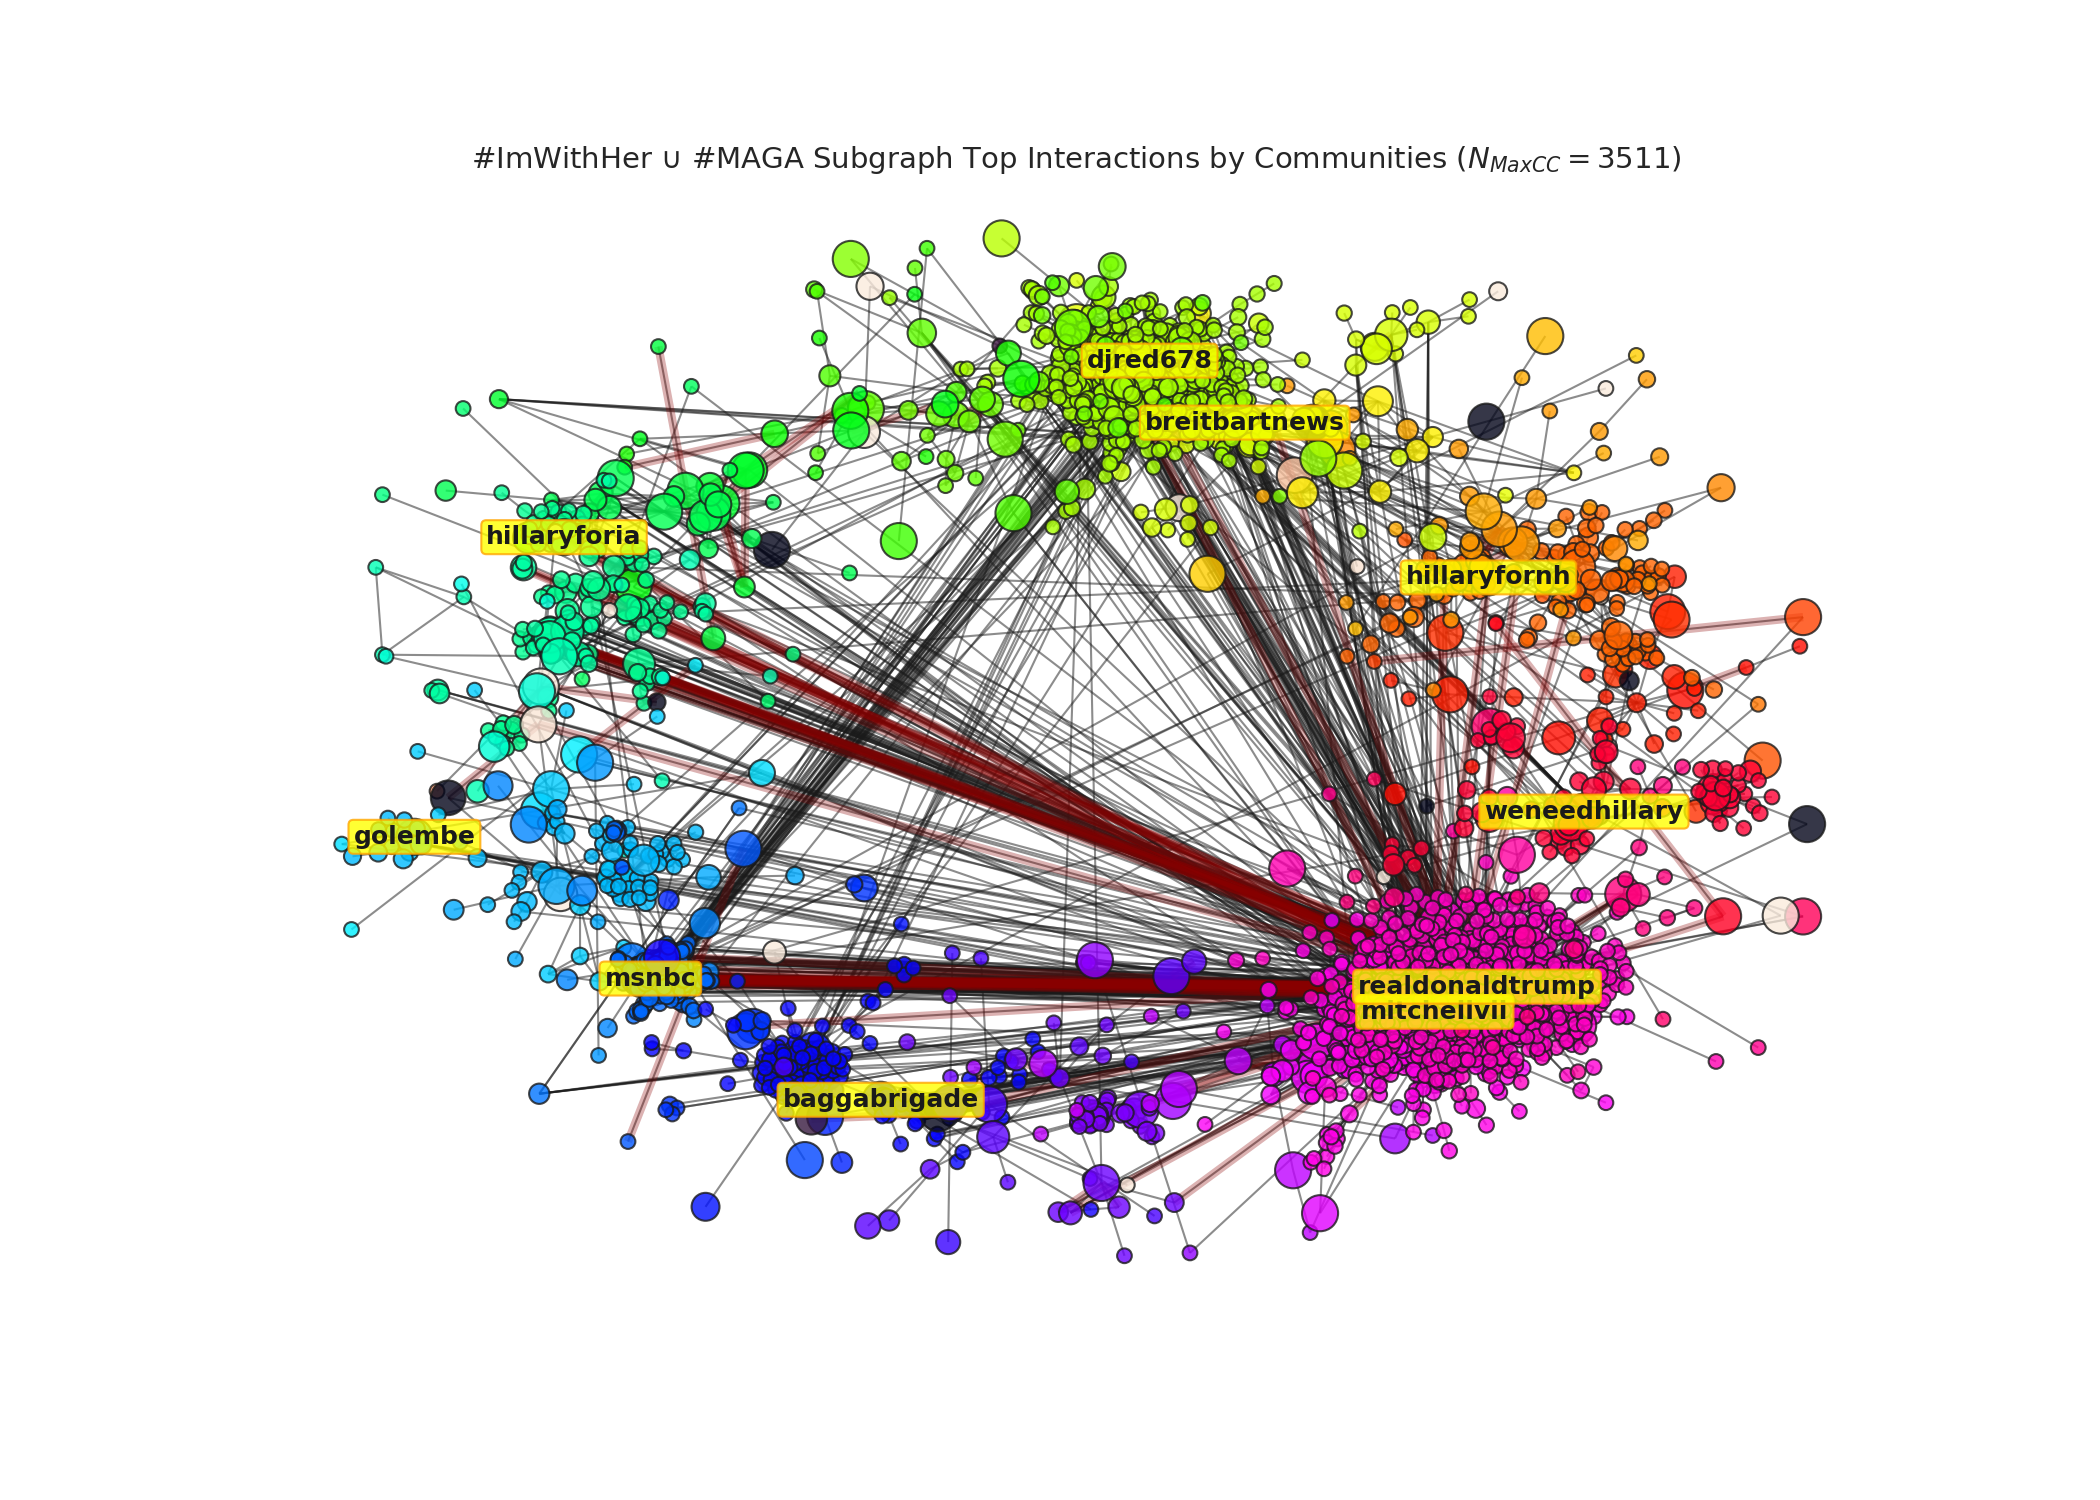 #ImWithHer ∪ #MAGA Subgraph Top Interactions by Communities (N_{MaxCC} = 3511)
djred678
breitbartnews
hillaryforia
hillaryfornh
weneedhillary
golembe
msnbc
realdonaldtrump
mitchellvii
baggabrigade